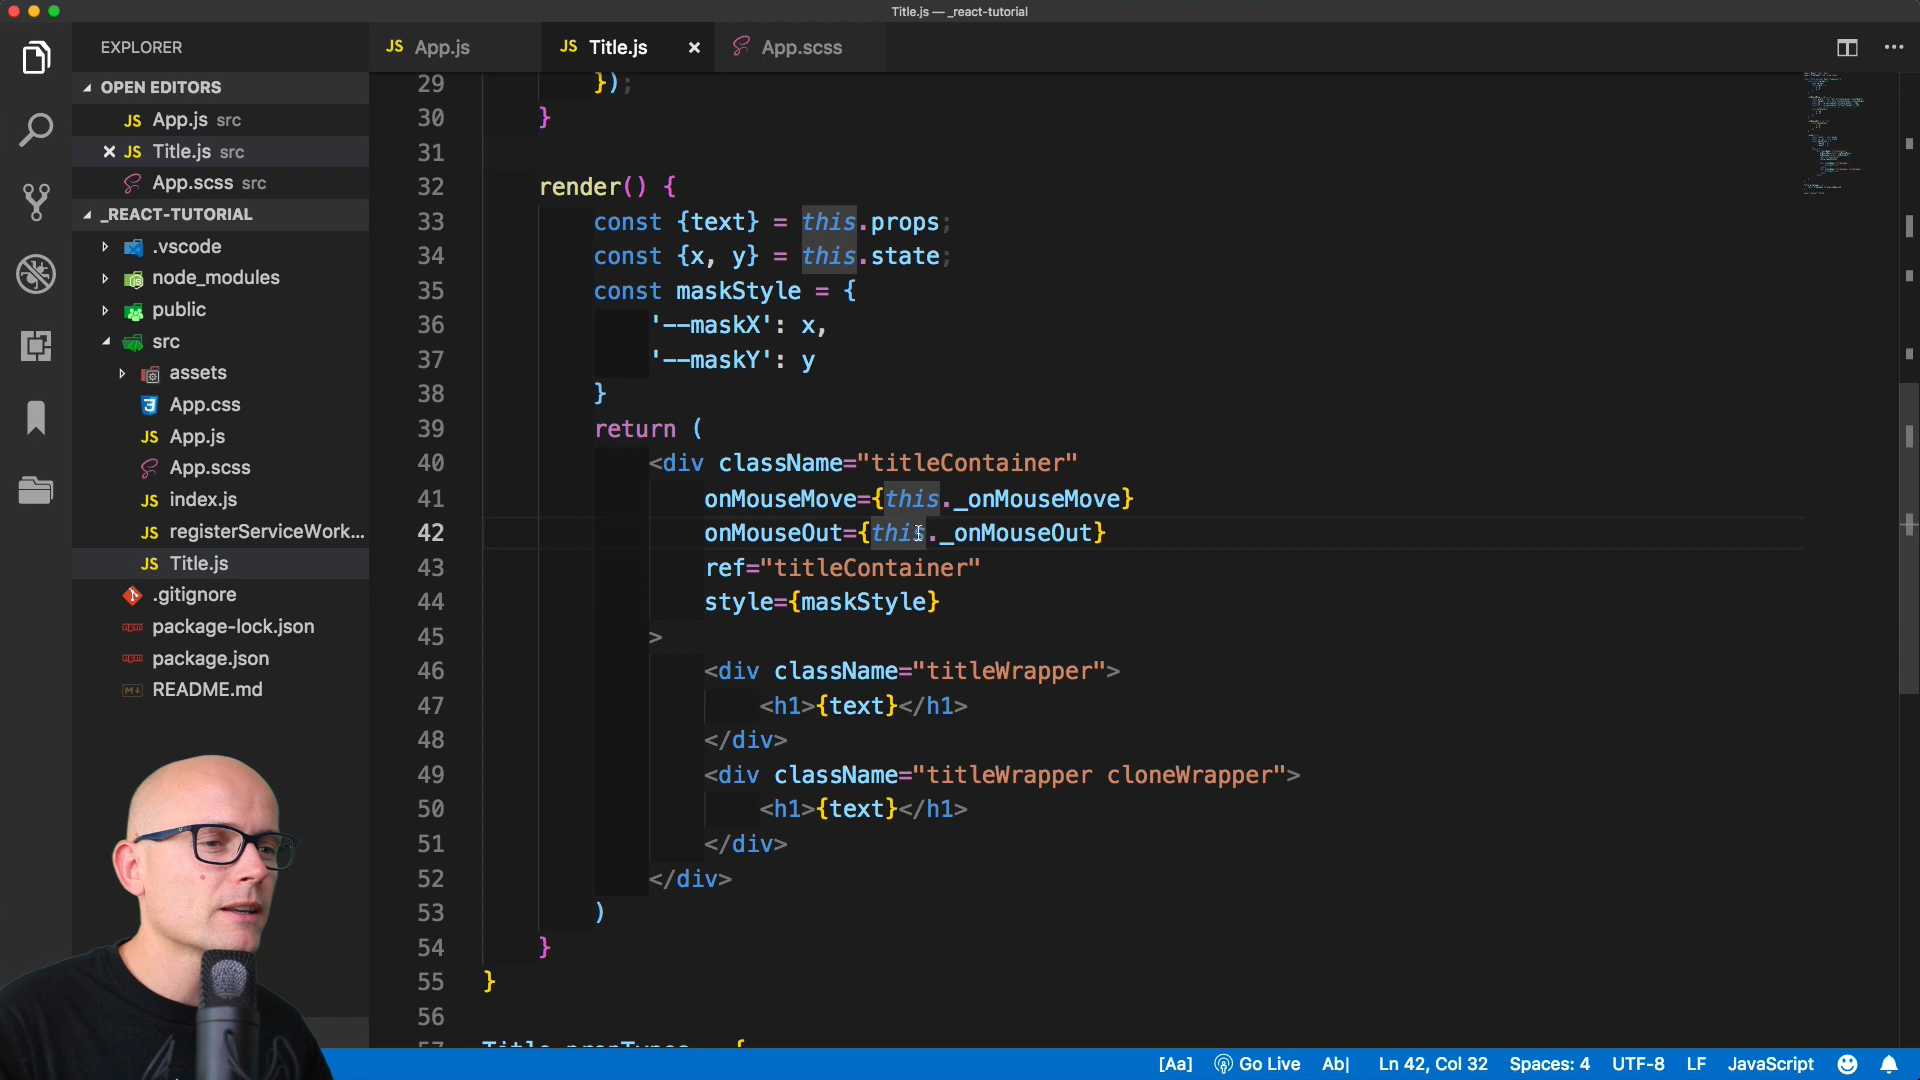 Title.js — _react-tutorial
EXPLORER
JS App.js
JS Title.js ×
App.scss
OPEN EDITORS
JS App.js src
× JS Title.js src
App.scss src
_REACT-TUTORIAL
.vscode
node_modules
public
src
assets
App.css
JS App.js
App.scss
JS index.js
JS registerServiceWork...
JS Title.js
.gitignore
package-lock.json
package.json
README.md
29 });
30 }
31
32 render() {
33 const {text} = this.props;
34 const {x, y} = this.state;
35 const maskStyle = {
36 '--maskX': x,
37 '--maskY': y
38 }
39 return (
40 <div className="titleContainer"
41 onMouseMove={this._onMouseMove}
42 onMouseOut={this._onMouseOut}
43 ref="titleContainer"
44 style={maskStyle}
45 >
46 <div className="titleWrapper">
47 <h1>{text}</h1>
48 </div>
49 <div className="titleWrapper cloneWrapper">
50 <h1>{text}</h1>
51 </div>
52 </div>
53 )
54 }
55 }
56
57 Title.propTypes = {
[Aa] Go Live Ab| Ln 42, Col 32 Spaces: 4 UTF-8 LF JavaScript